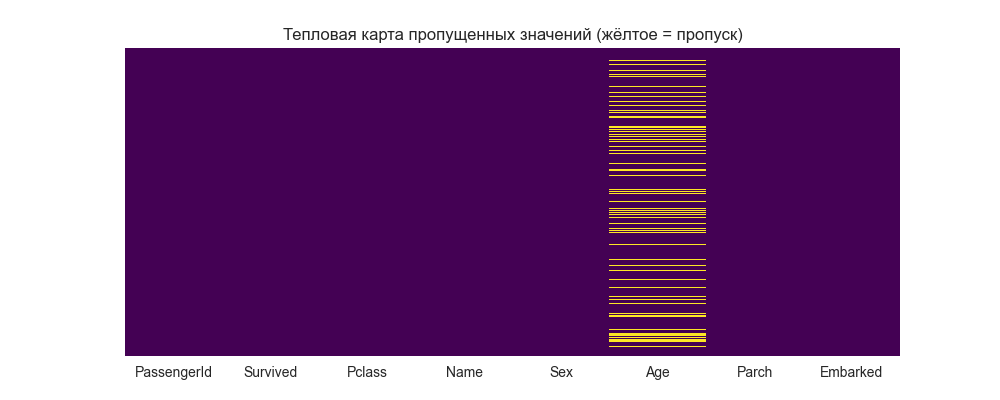 Тепловая карта пропущенных значений (жёлтое = пропуск)
PassengerId Survived Pclass Name Sex Age Parch Embarked